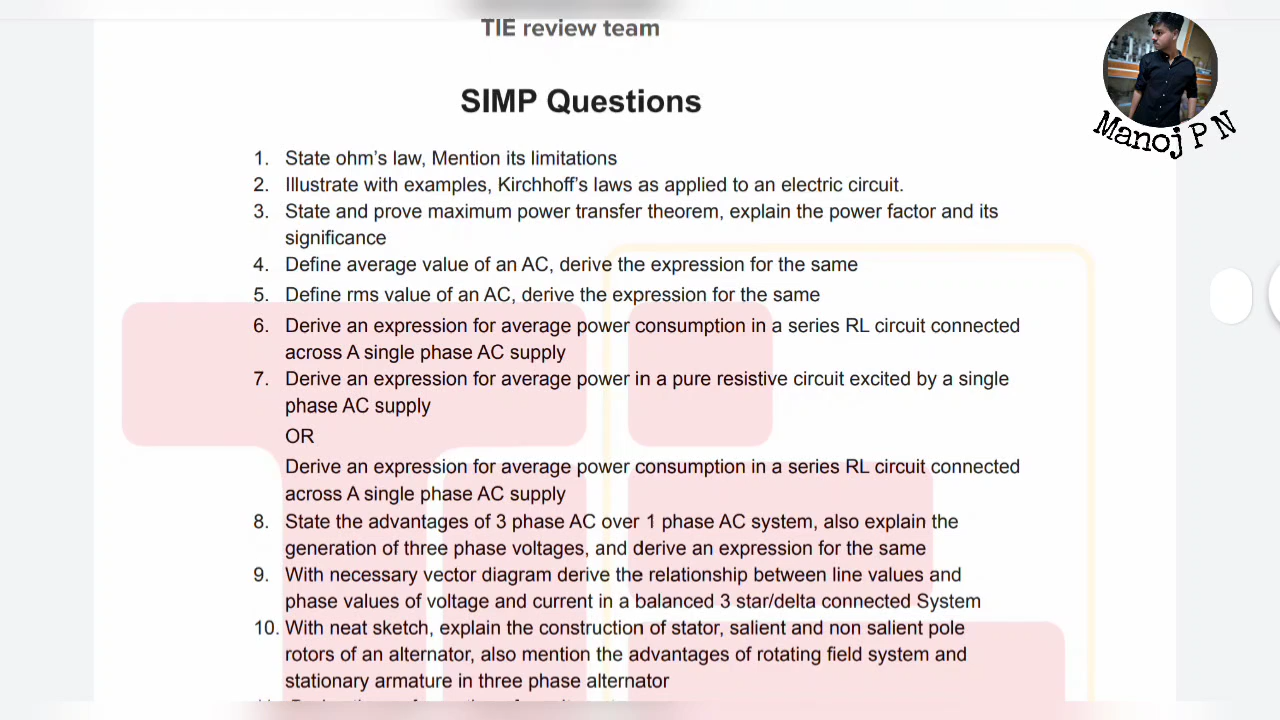 TIE review team
Manoj P N
SIMP Questions
1. State ohm's law, Mention its limitations
2. Illustrate with examples, Kirchhoff's laws as applied to an electric circuit.
3. State and prove maximum power transfer theorem, explain the power factor and its
significance
4. Define average value of an AC, derive the expression for the same
5. Define rms value of an AC, derive the expression for the same
6. Derive an expression for average power consumption in a series RL circuit connected
across A single phase AC supply
7. Derive an expression for average power in a pure resistive circuit excited by a single
phase AC supply
OR
Derive an expression for average power consumption in a series RL circuit connected
across A single phase AC supply
8. State the advantages of 3 phase AC over 1 phase AC system, also explain the
generation of three phase voltages, and derive an expression for the same
9. With necessary vector diagram derive the relationship between line values and
phase values of voltage and current in a balanced 3 star/delta connected System
10. With neat sketch, explain the construction of stator, salient and non salient pole
rotors of an alternator, also mention the advantages of rotating field system and
stationary armature in three phase alternator